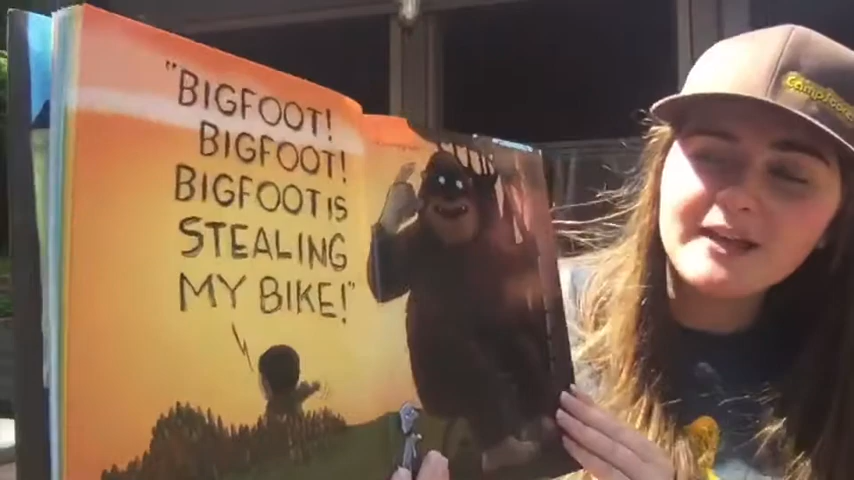 "BIGFOOT!
BIGFOOT!
BIGFOOT IS
STEALING
MY BIKE!"